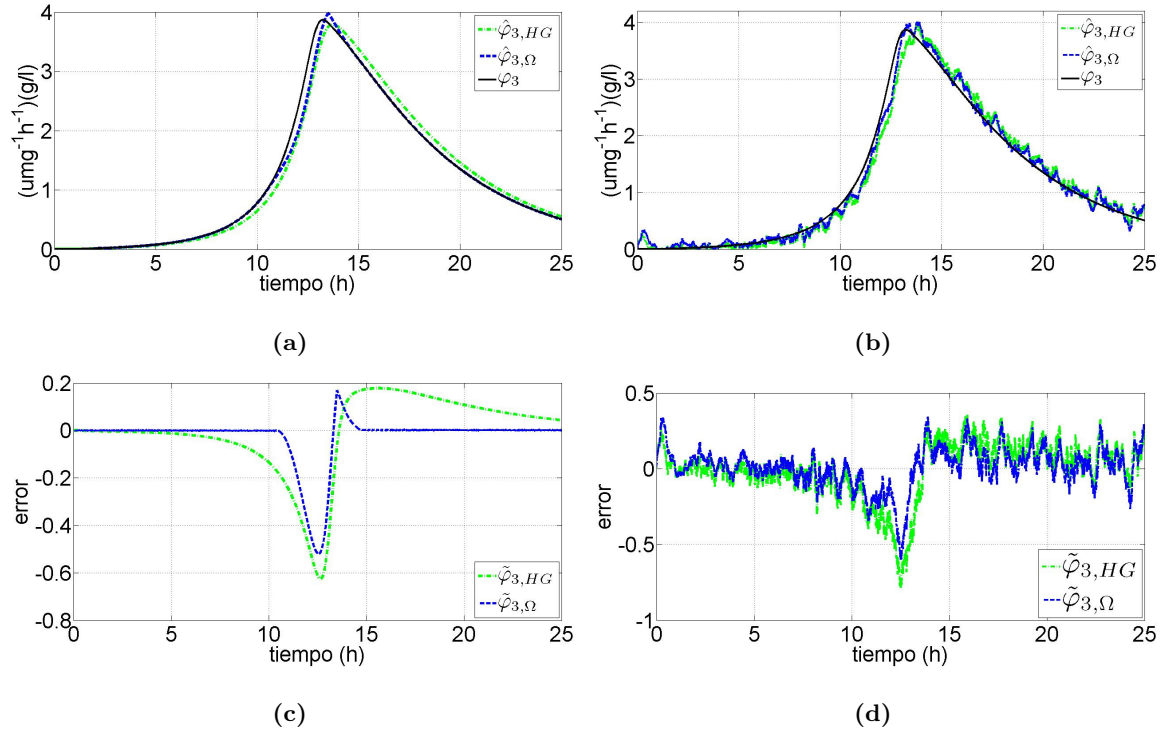 4
3
2
1
0
(umg⁻¹h⁻¹)(g/l)
0 5 10 15 20 25
tiempo (h)
φ̂₃,HG
φ̂₃,Ω
φ₃
(a)
4
3
2
1
0
(umg⁻¹h⁻¹)(g/l)
0 5 10 15 20 25
tiempo (h)
φ̂₃,HG
φ̂₃,Ω
φ₃
(b)
0.2
0
-0.2
-0.4
-0.6
-0.8
error
0 5 10 15 20 25
tiempo (h)
φ̃₃,HG
φ̃₃,Ω
(c)
0.5
0
-0.5
-1
error
0 5 10 15 20 25
tiempo (h)
φ̃₃,HG
φ̃₃,Ω
(d)